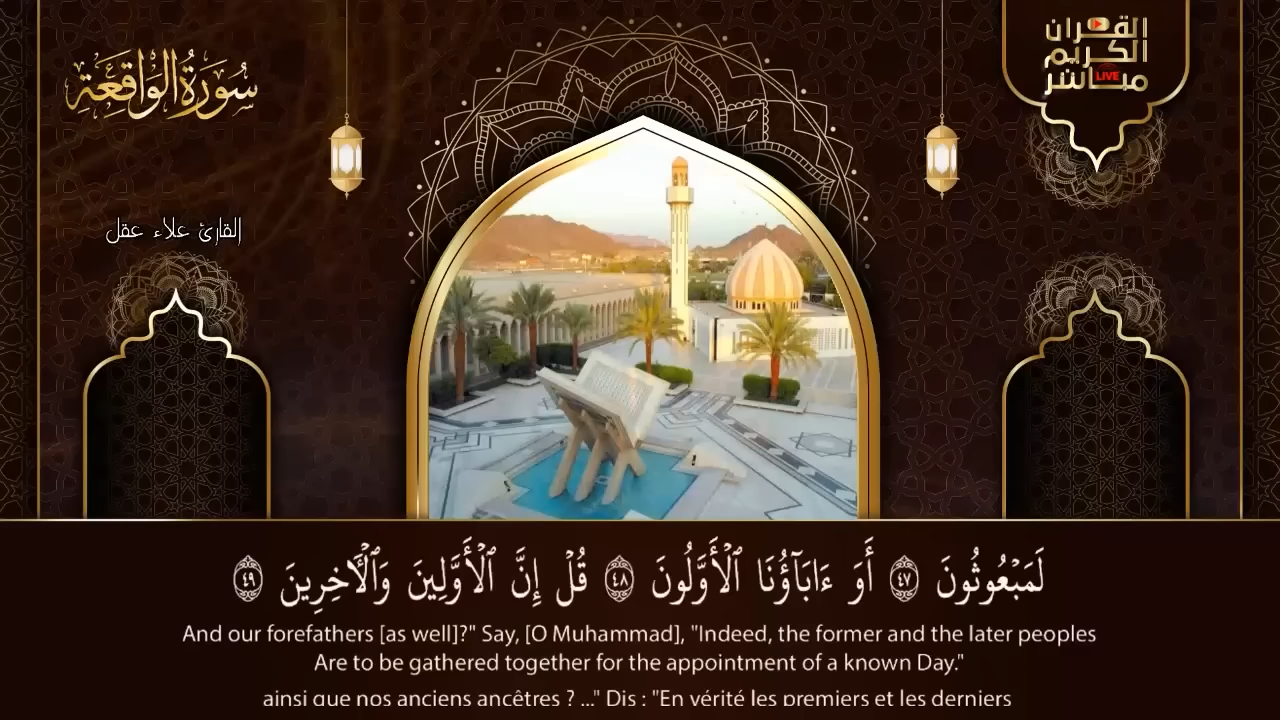 سُورَةُ الوَاقِعَة
القرآن
الكريم
مباشر
LIVE
القارئ علاء عقل
لَمَبْعُوثُونَ ٤٧ أَوَ ءَابَآؤُنَا ٱلْأَوَّلُونَ ٤٨ قُلْ إِنَّ ٱلْأَوَّلِينَ وَٱلْـَٔاخِرِينَ ٤٩
And our forefathers [as well]?" Say, [O Muhammad], "Indeed, the former and the later peoples
Are to be gathered together for the appointment of a known Day."
ainsi que nos anciens ancêtres ? ..." Dis : "En vérité les premiers et les derniers